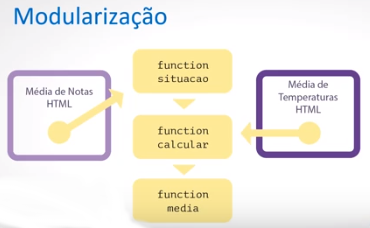 Modularização
function
situacao
Média de Notas
HTML
Média de
Temperaturas
HTML
function
calcular
function
media